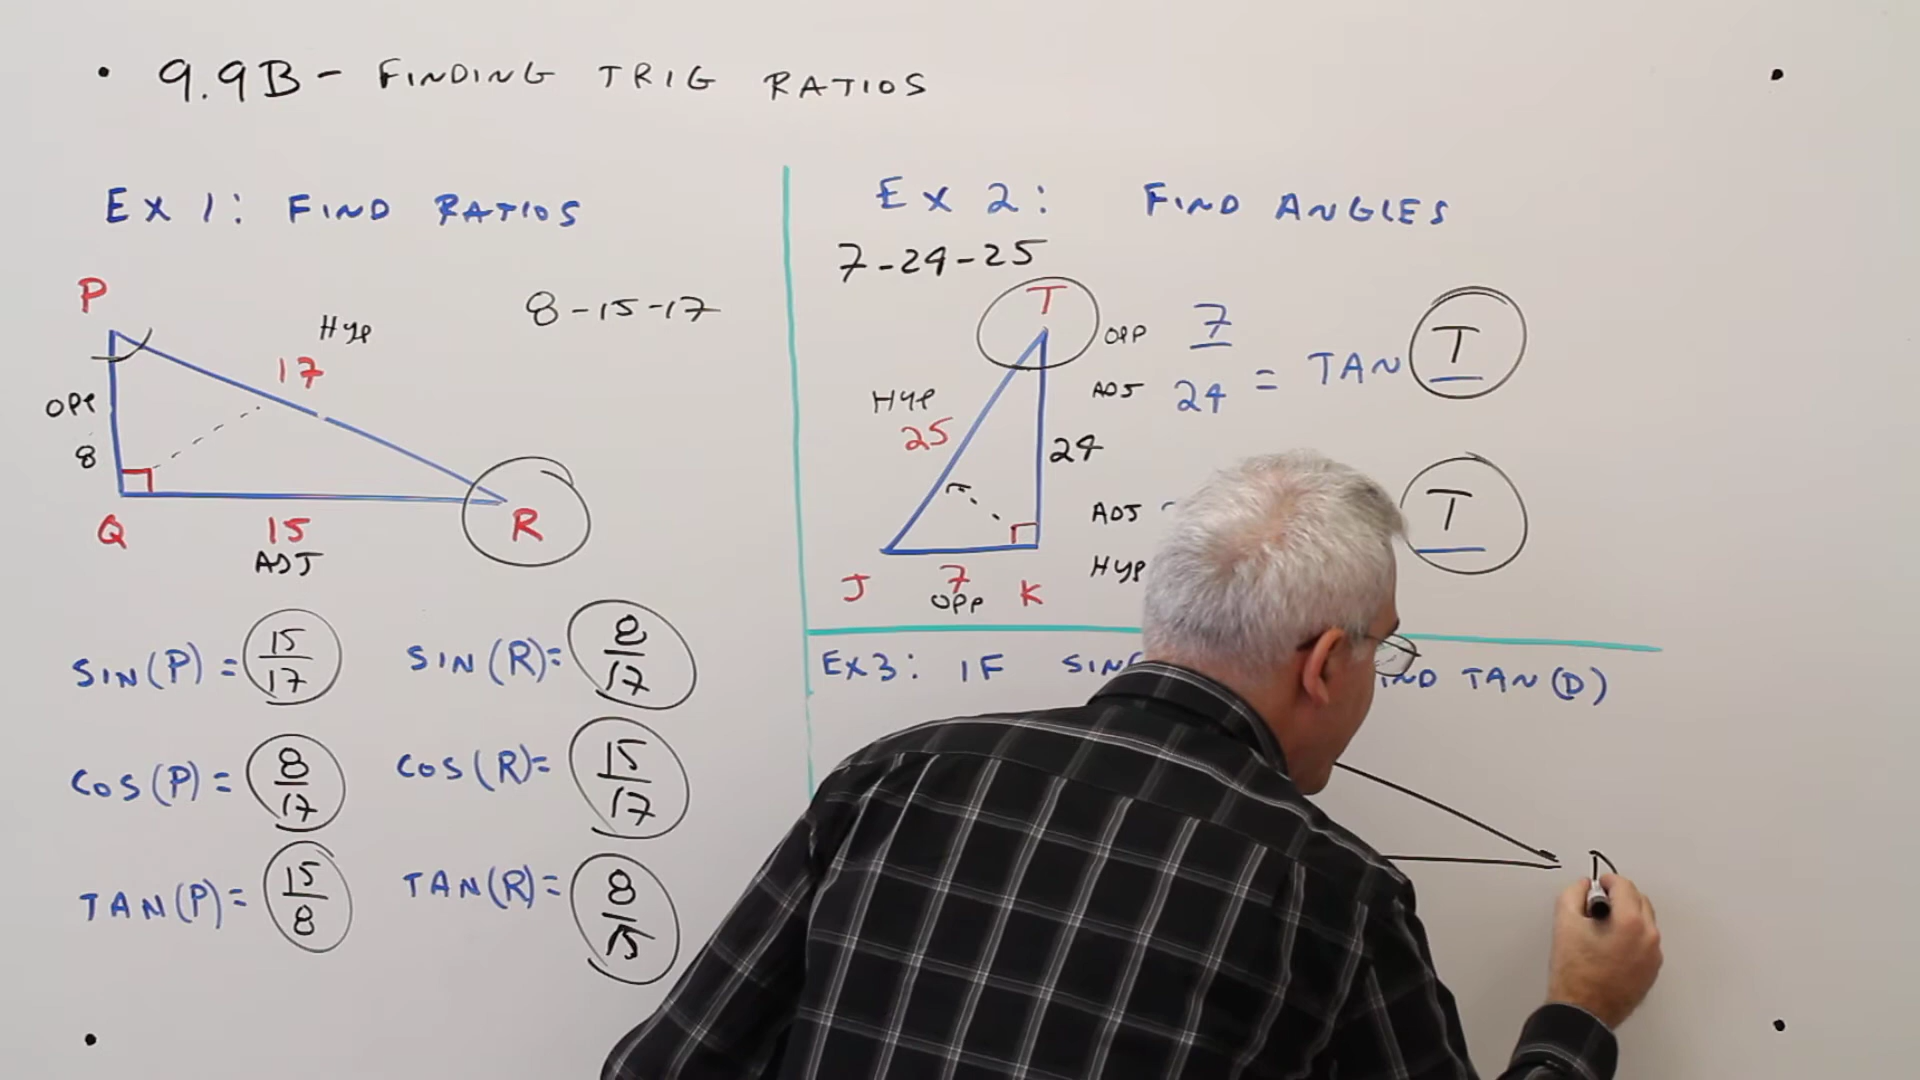 • 9.9B - FINDING TRIG RATIOS
EX 1: FIND RATIOS
P
HYP
8-15-17
17
OPP
8
Q
15
R
ADJ
SIN(P) = 15/17
SIN(R) = 8/17
COS(P) = 8/17
COS(R) = 15/17
TAN(P) = 15/8
TAN(R) = 8/15
EX 2: FIND ANGLES
7-24-25
T
OPP 7
ADJ 24 = TAN T
HYP
25
24
ADJ T
HYP
J
7
K
OPP
EX3: IF TAN(D)
D